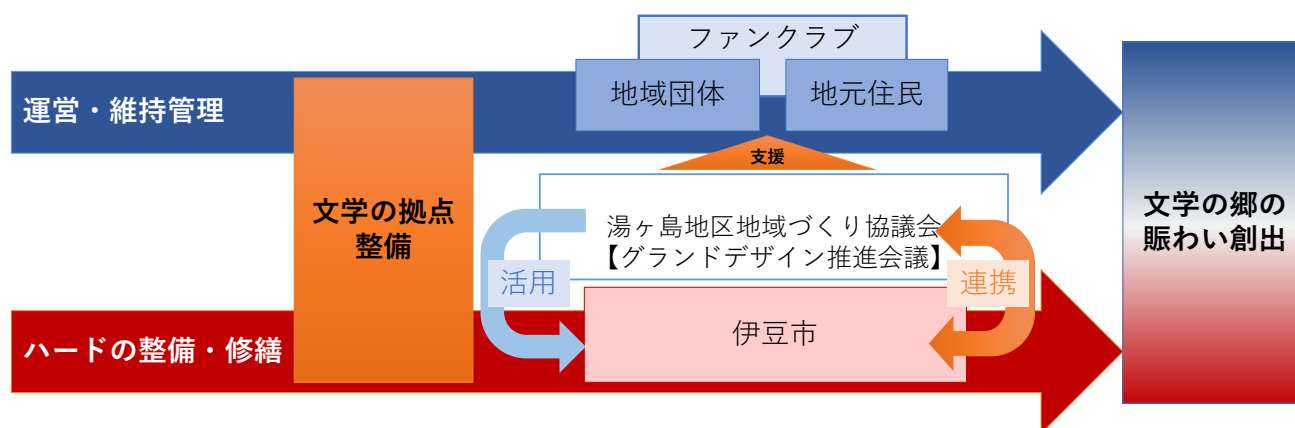 ファンクラブ
地域団体
地元住民
運営・維持管理
支援
文学の拠点
整備
湯ヶ島地区地域づくり協議会
【グランドデザイン推進会議】
活用
連携
伊豆市
ハードの整備・修繕
文学の郷の
賑わい創出